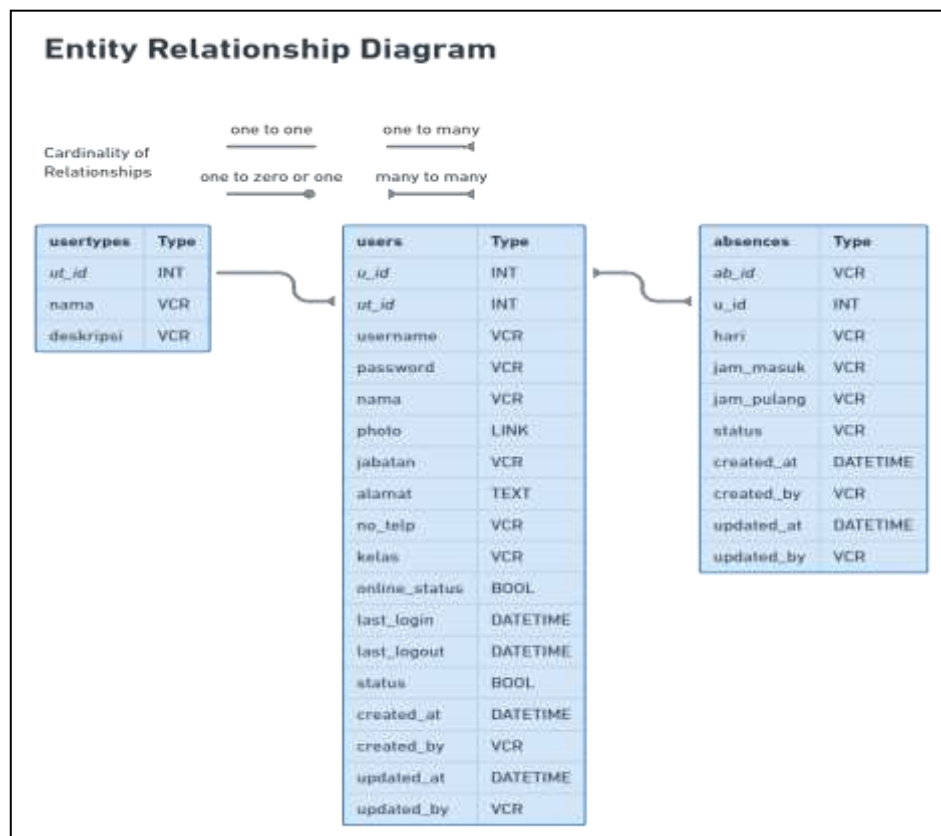 Entity Relationship Diagram
Cardinality of
Relationships
one to one
one to many
one to zero or one
many to many
usertypes Type
ut_id INT
nama VCR
deskripsi VCR
users Type
u_id INT
ut_id INT
username VCR
password VCR
nama VCR
photo LINK
jabatan VCR
alamat TEXT
no_telp VCR
kelas VCR
online_status BOOL
last_login DATETIME
last_logout DATETIME
status BOOL
created_at DATETIME
created_by VCR
updated_at DATETIME
updated_by VCR
absences Type
ab_id VCR
u_id INT
hari VCR
jam_masuk VCR
jam_pulang VCR
status VCR
created_at DATETIME
created_by VCR
updated_at DATETIME
updated_by VCR